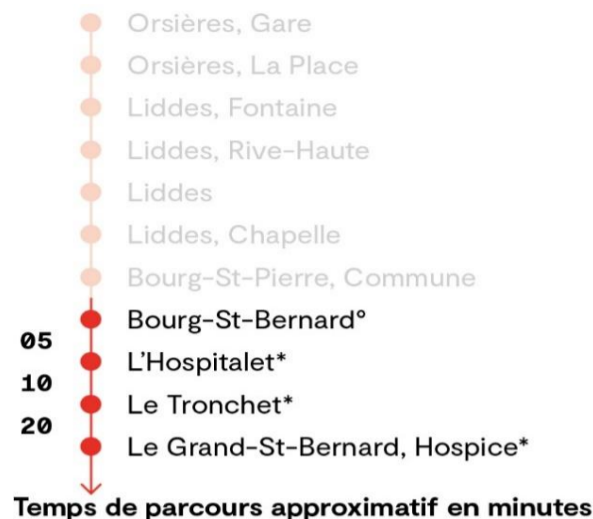 Orsières, Gare
Orsières, La Place
Liddes, Fontaine
Liddes, Rive-Haute
Liddes
Liddes, Chapelle
Bourg-St-Pierre, Commune
Bourg-St-Bernard°
05
L'Hospitalet*
10
Le Tronchet*
20
Le Grand-St-Bernard, Hospice*
Temps de parcours approximatif en minutes